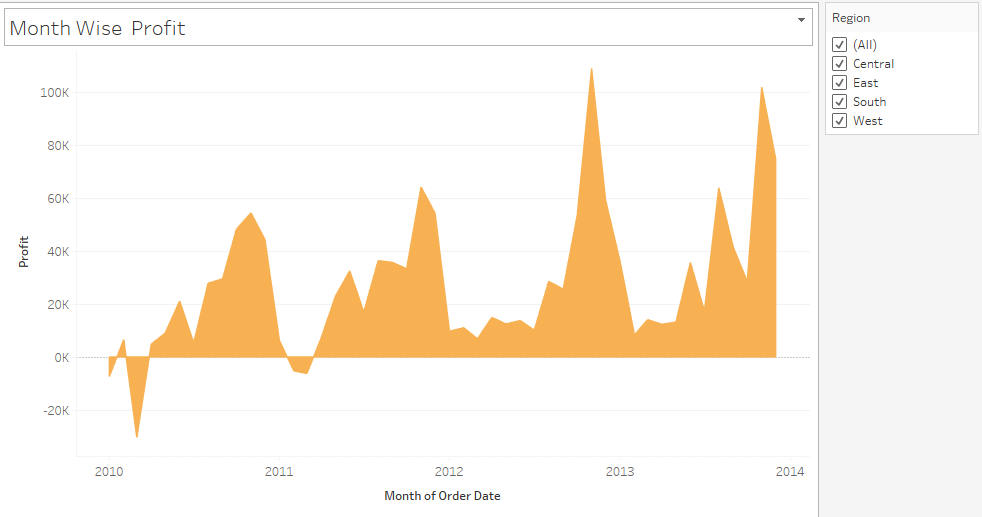 Month Wise Profit
Region
(All)
Central
East
South
West
100K
80K
60K
40K
20K
0K
-20K
Profit
2010 2011 2012 2013 2014
Month of Order Date